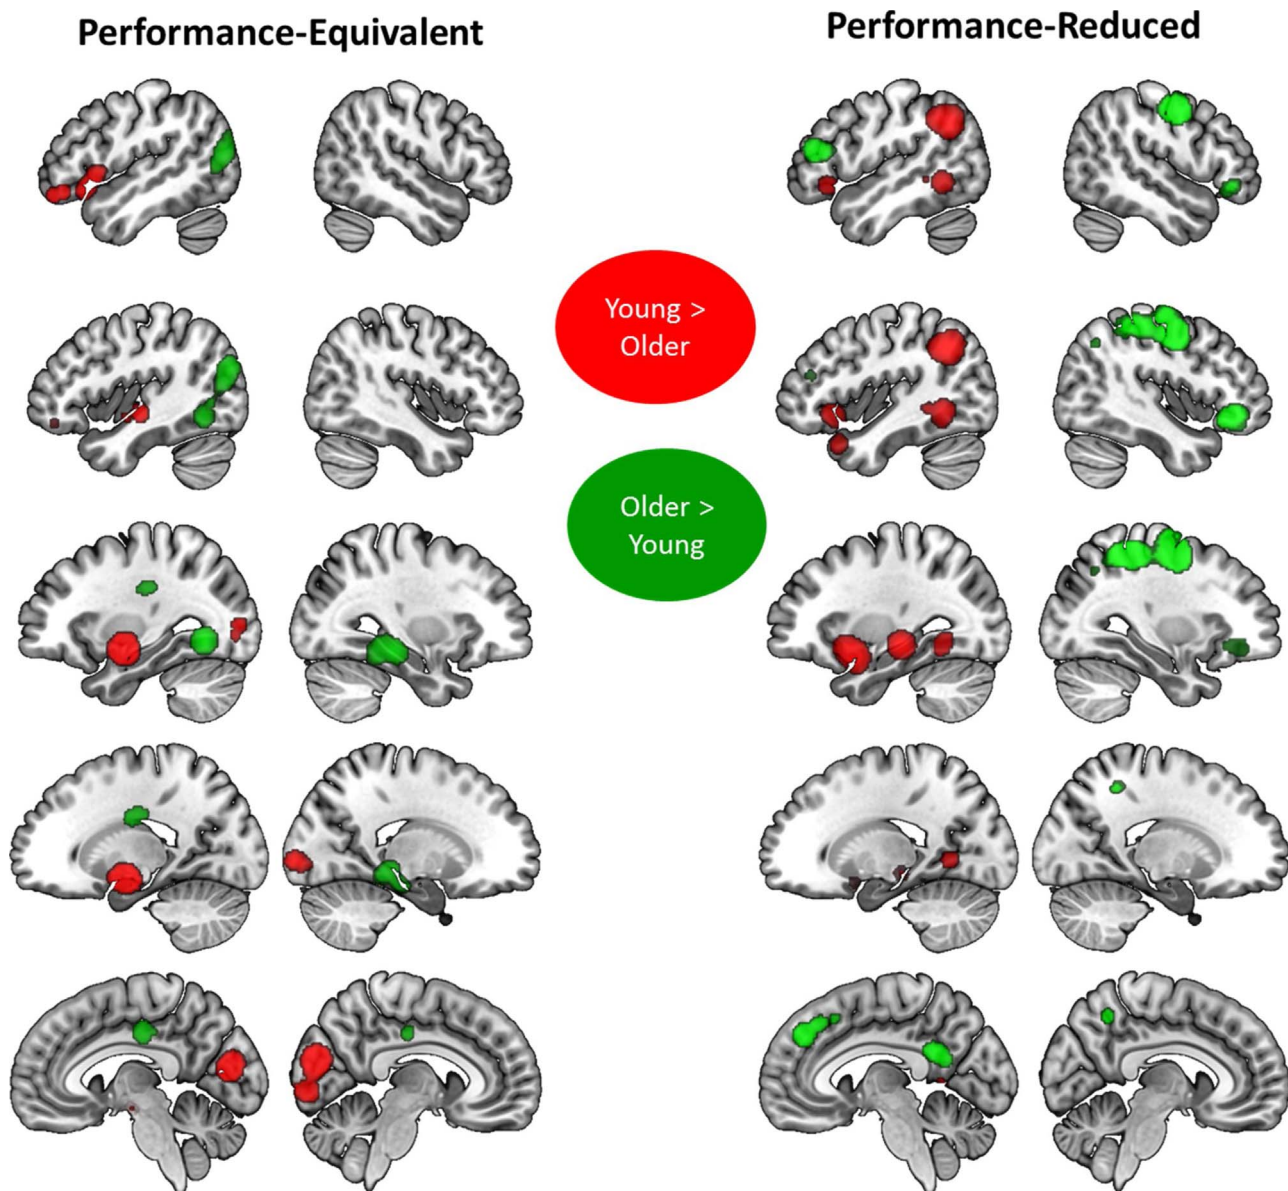 Performance-Equivalent
Performance-Reduced
Young >
Older
Older >
Young